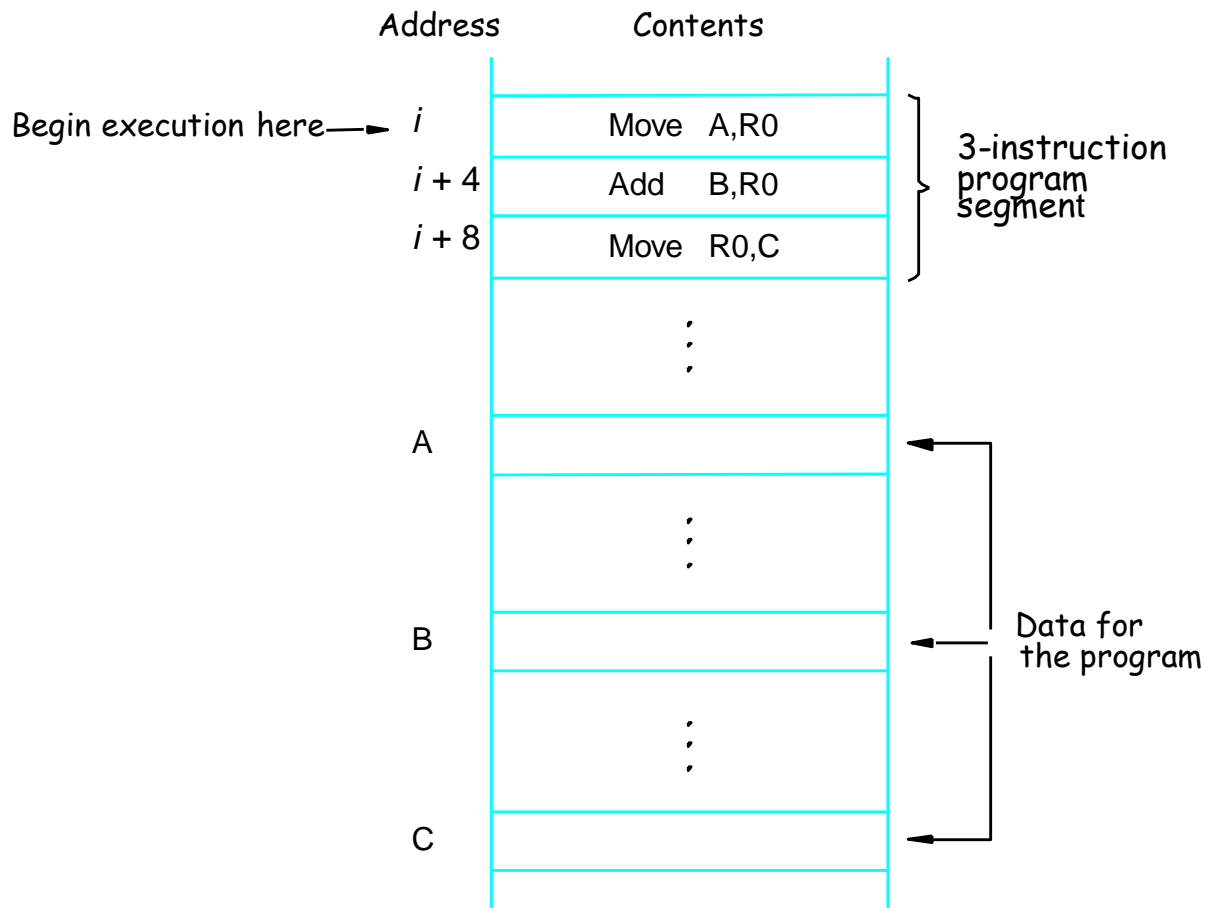 Address Contents
Begin execution here i Move A,R0
i + 4 Add B,R0
i + 8 Move R0,C
3-instruction
program
segment
A
B
C
Data for
the program